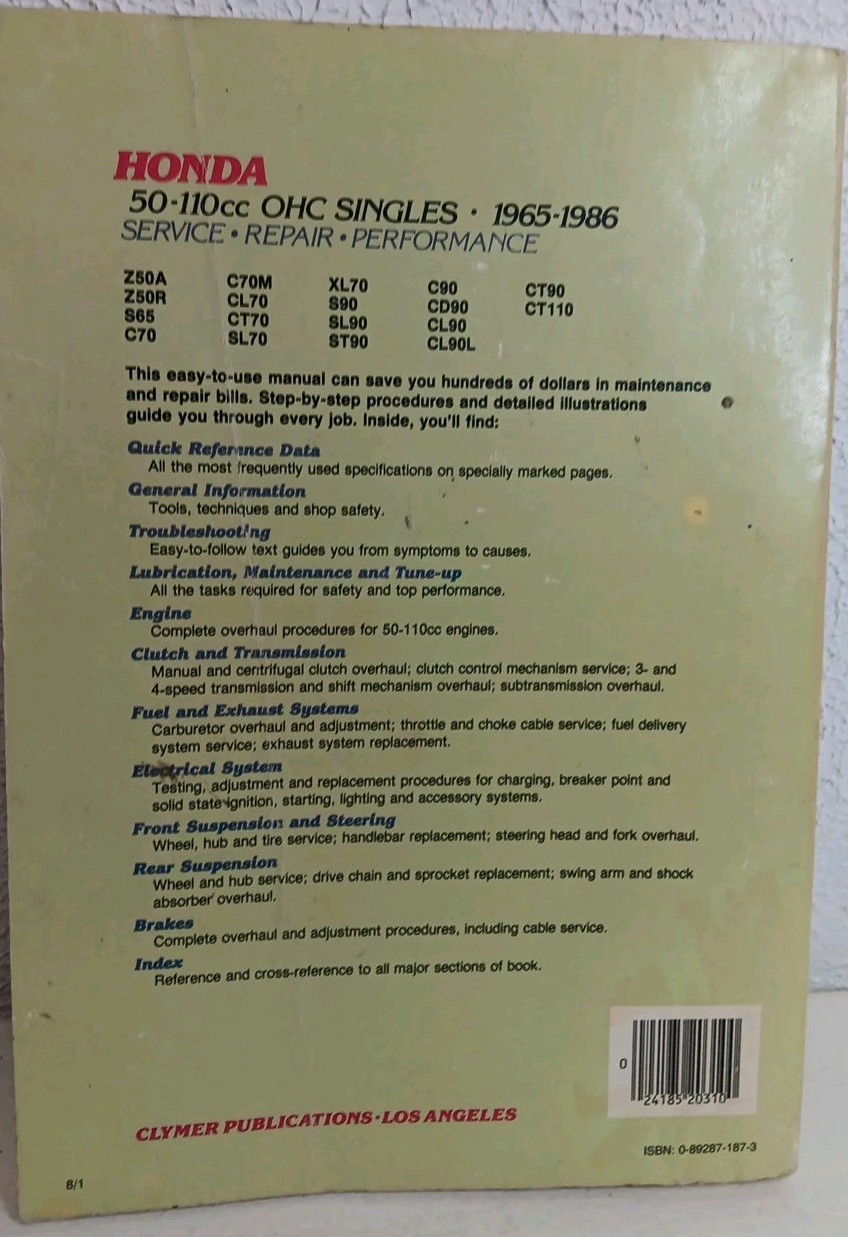 HONDA
50-110cc OHC SINGLES · 1965-1986
SERVICE • REPAIR • PERFORMANCE
Z50A C70M XL70 C90 CT90
Z50R CL70 S90 CD90 CT110
S65 CT70 SL90 CL90
C70 SL70 ST90 CL90L
This easy-to-use manual can save you hundreds of dollars in maintenance
and repair bills. Step-by-step procedures and detailed illustrations
guide you through every job. Inside, you'll find:
Quick Reference Data
All the most frequently used specifications on specially marked pages.
General Information
Tools, techniques and shop safety.
Troubleshooting
Easy-to-follow text guides you from symptoms to causes.
Lubrication, Maintenance and Tune-up
All the tasks required for safety and top performance.
Engine
Complete overhaul procedures for 50-110cc engines.
Clutch and Transmission
Manual and centrifugal clutch overhaul; clutch control mechanism service; 3- and
4-speed transmission and shift mechanism overhaul; subtransmission overhaul.
Fuel and Exhaust Systems
Carburetor overhaul and adjustment; throttle and choke cable service; fuel delivery
system service; exhaust system replacement.
Electrical System
Testing, adjustment and replacement procedures for charging, breaker point and
solid state ignition, starting, lighting and accessory systems.
Front Suspension and Steering
Wheel, hub and tire service; handlebar replacement; steering head and fork overhaul.
Rear Suspension
Wheel and hub service; drive chain and sprocket replacement; swing arm and shock
absorber overhaul.
Brakes
Complete overhaul and adjustment procedures, including cable service.
Index
Reference and cross-reference to all major sections of book.
0 24185 20310
CLYMER PUBLICATIONS · LOS ANGELES
ISBN: 0-89287-187-3
8/1